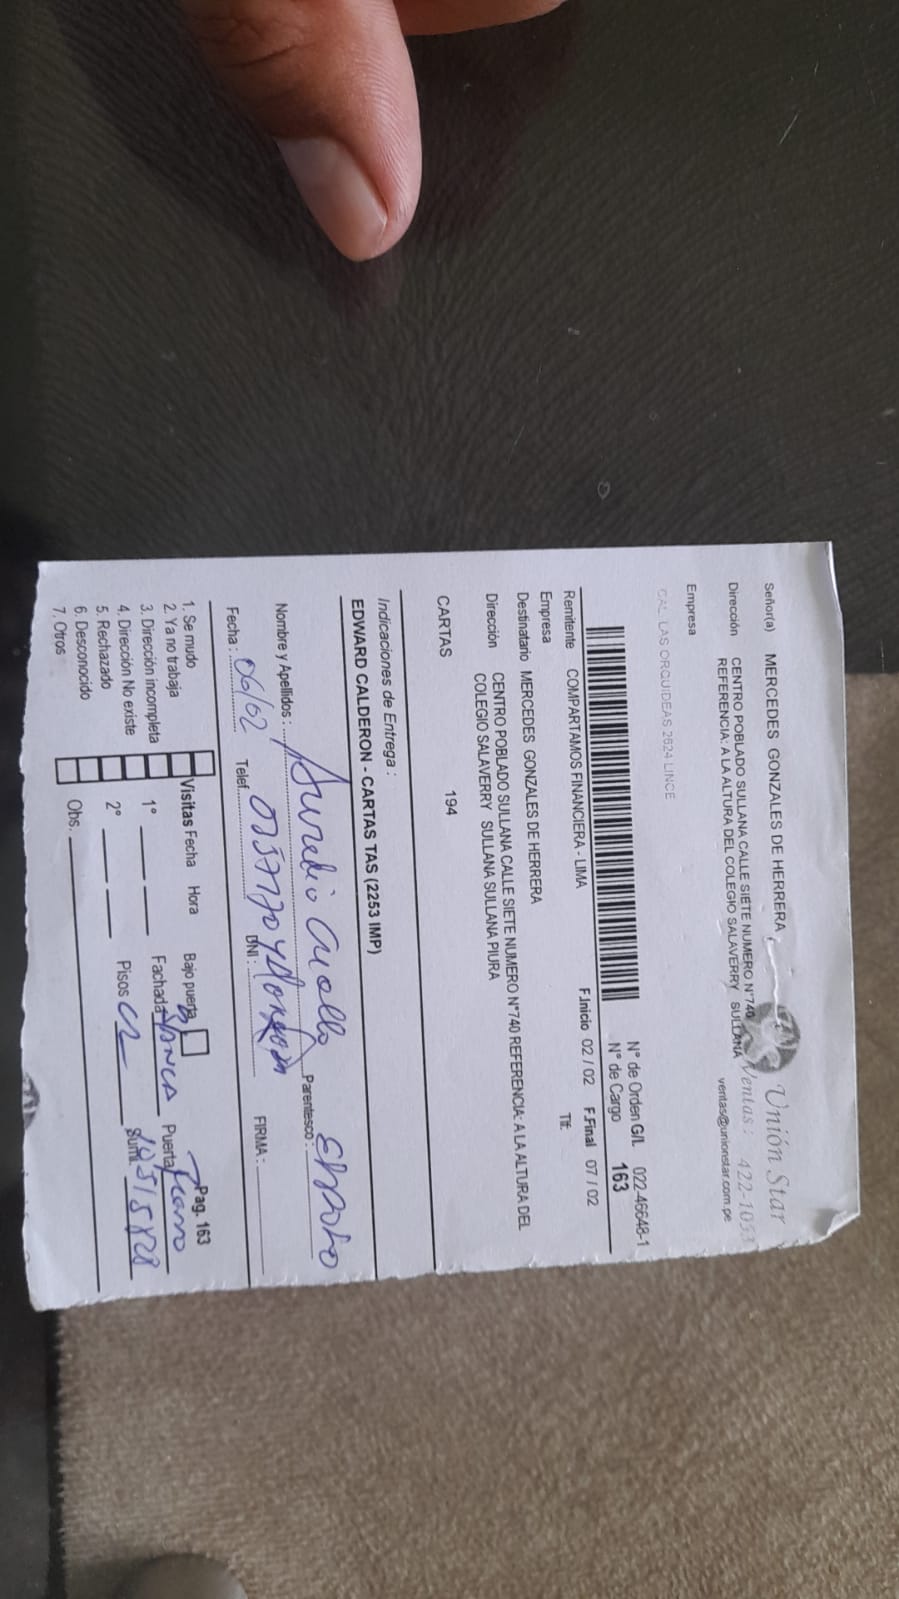 Señor(a) MERCEDES GONZALES DE HERRERA
Unión Star
Dirección CENTRO POBLADO SULLANA CALLE SIETE NUMERO N°740
REFERENCIA: A LA ALTURA DEL COLEGIO SALAVERRY SULLANA
Ventas: 422-1033
ventas@unionstar.com.pe
Empresa
CAL. LAS ORQUIDEAS 2624 LINCE
N° de Orden G/L 022-46648-1
N° de Cargo 163
Remitente COMPARTAMOS FINANCIERA - LIMA F.Inicio 02 / 02 F.Final 07 / 02
Empresa Tlf:
Destinatario MERCEDES GONZALES DE HERRERA
Dirección CENTRO POBLADO SULLANA CALLE SIETE NUMERO N°740 REFERENCIA: A LA ALTURA DEL
COLEGIO SALAVERRY SULLANA SULLANA PIURA
CARTAS 194
Indicaciones de Entrega :
EDWARD CALDERON - CARTAS TAS (2253 IMP)
Nombre y Apellidos : Parentesco :
Fecha : 06/02 Telef. DNI : FIRMA :
Pag. 163
1. Se mudo Visitas Fecha Hora Bajo puerta
2. Ya no trabaja
3. Dirección incompleta 1° Fachada Puerta
4. Dirección No existe 2° Pisos 02 Sumi.
5. Rechazado
6. Desconocido Obs.
7. Otros